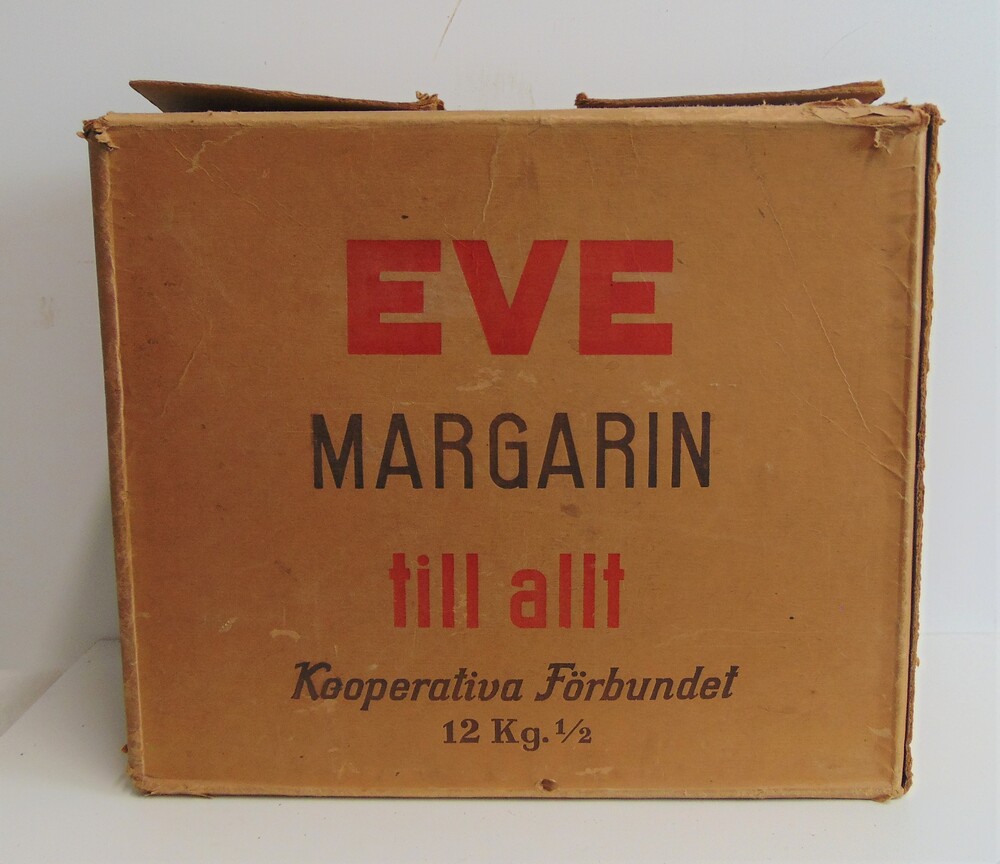 EVE
MARGARIN
till allt
Kooperativa Förbundet
12 Kg. 1/2